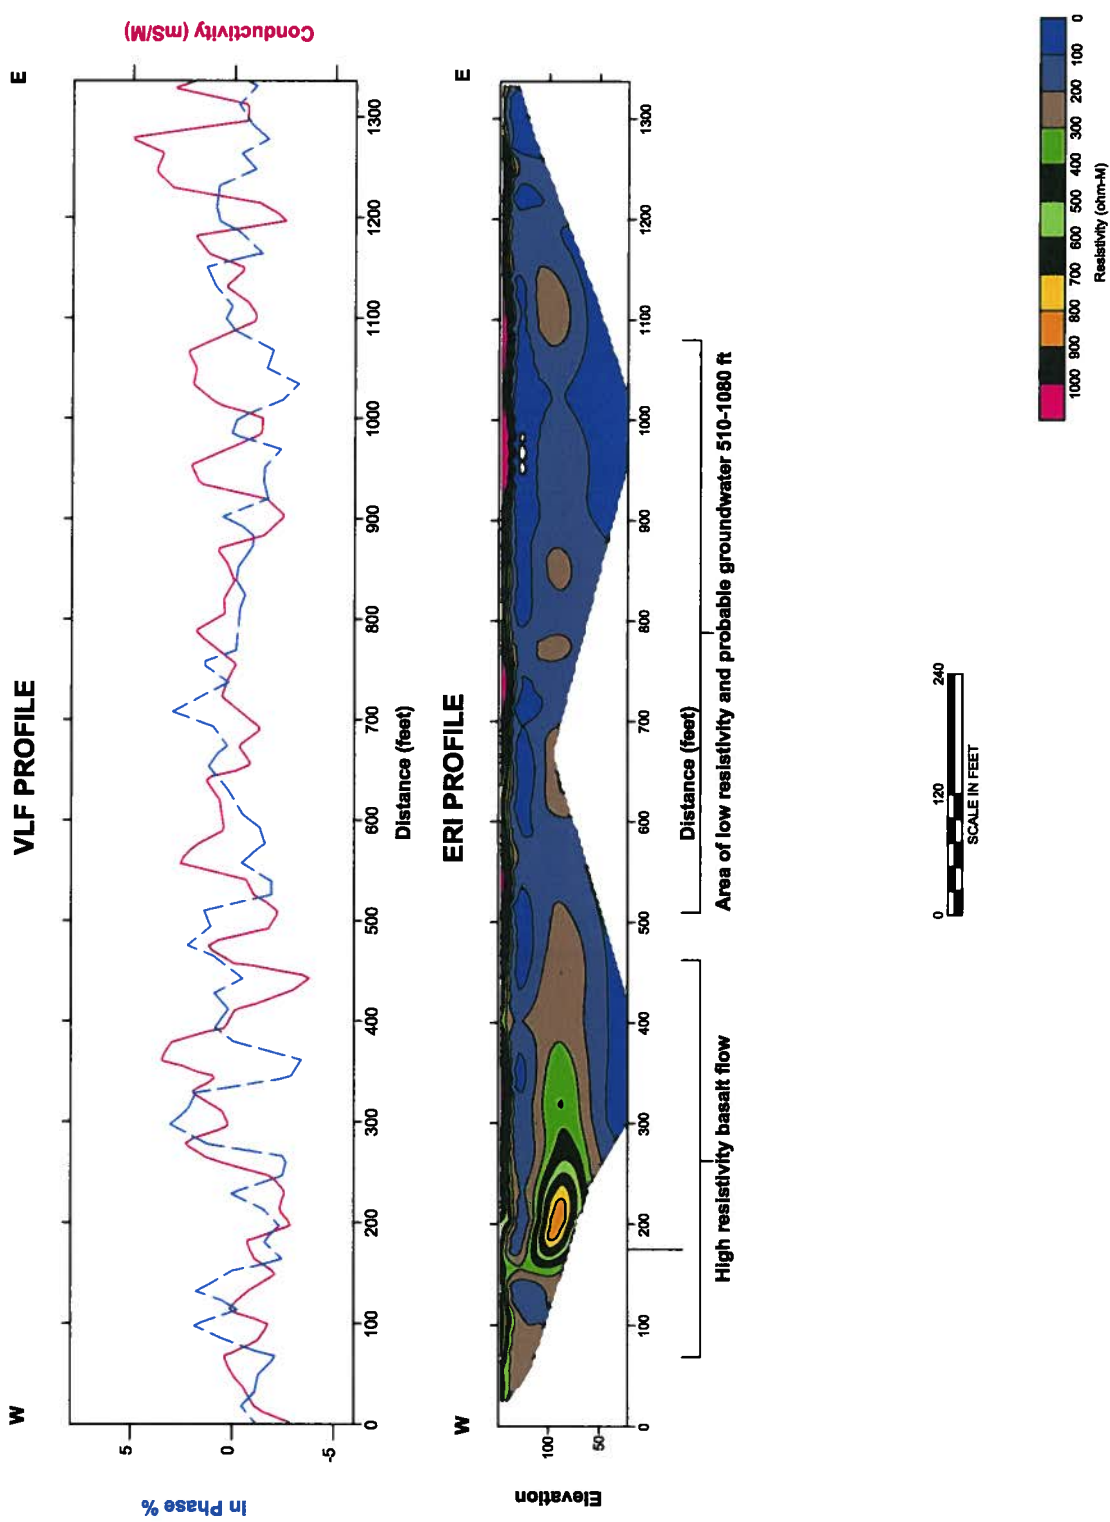 VLF PROFILE
W
E
In Phase %
Conductivity (mS/M)
5
0
-5
0 100 200 300 400 500 600 700 800 900 1000 1100 1200 1300
Distance (feet)
ERI PROFILE
W
E
Elevation
100
50
0 100 200 300 400 500 600 700 800 900 1000 1100 1200 1300
Distance (feet)
High resistivity basalt flow
Area of low resistivity and probable groundwater 510-1080 ft
0 120 240
SCALE IN FEET
1000 900 800 700 600 500 400 300 200 100 0
Resistivity (ohm-M)